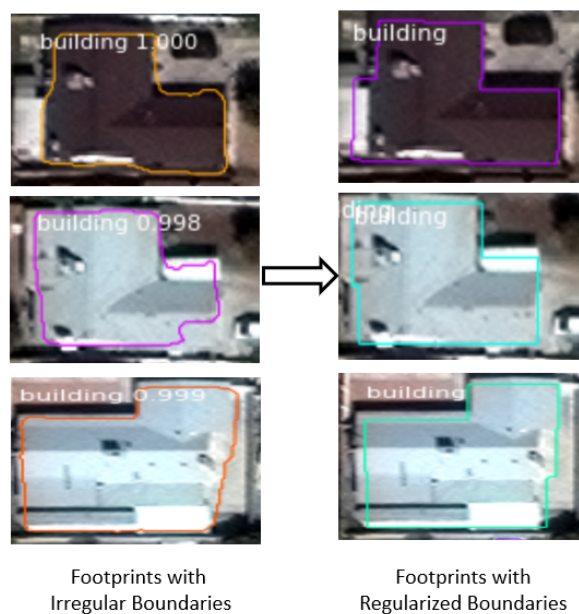 building 1.000
building
building 0.998
ding
building
building 0.999
building
Footprints with
Irregular Boundaries
Footprints with
Regularized Boundaries